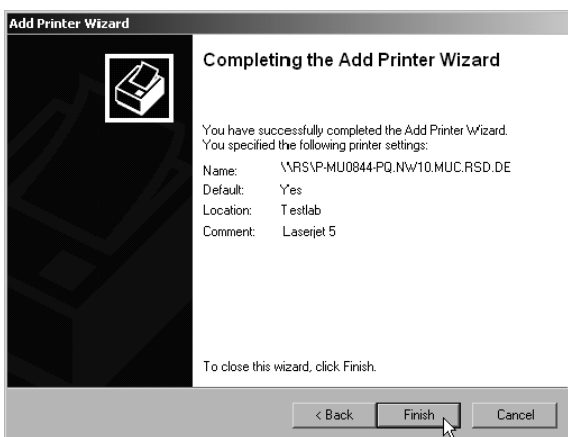 Add Printer Wizard
Completing the Add Printer Wizard
You have successfully completed the Add Printer Wizard.
You specified the following printer settings:
Name: \\RS\P-MU0844-PQ.NW10.MUC.RSD.DE
Default: Yes
Location: Testlab
Comment: Laserjet 5
To close this wizard, click Finish.
< Back Finish Cancel